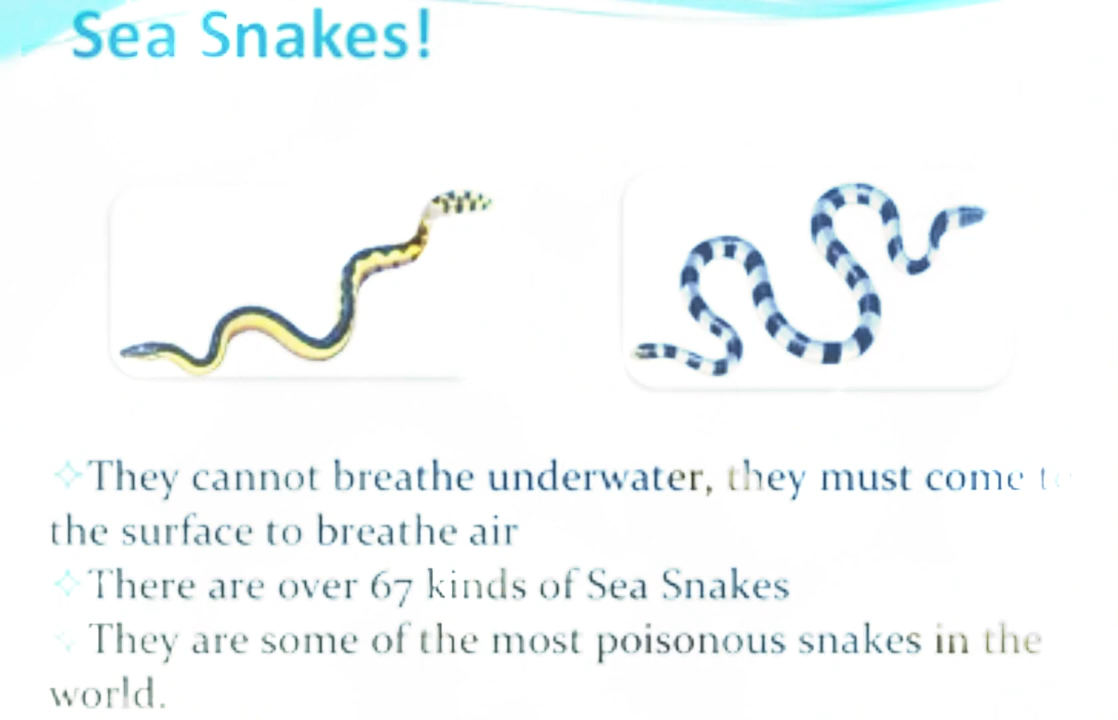 Sea Snakes!
They cannot breathe underwater, they must come to
the surface to breathe air
There are over 67 kinds of Sea Snakes
They are some of the most poisonous snakes in the
world.